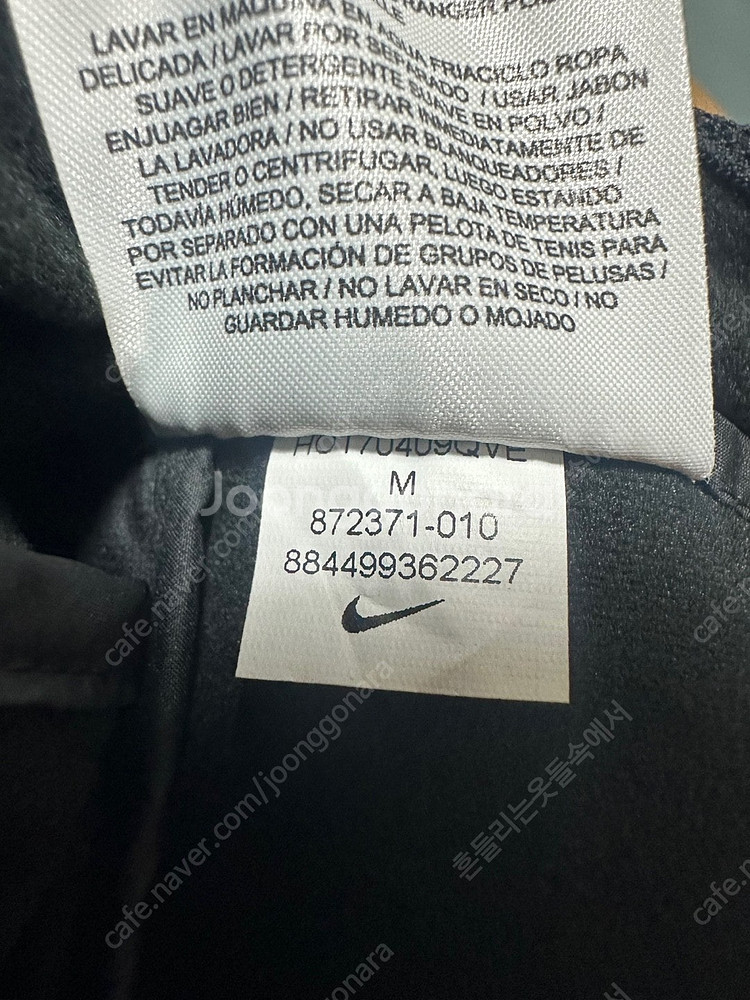 LAVAR EN MAQUINA EN AGUA FRIA/CICLO ROPA
DELICADA / LAVAR POR SEPARADO / USAR JABON
SUAVE O DETERGENTE SUAVE EN POLVO /
ENJUAGAR BIEN / RETIRAR INMEDIATAMENTE DE
LA LAVADORA / NO USAR BLANQUEADORES /
TENDER O CENTRIFUGAR, LUEGO ESTANDO
TODAVÍA HÚMEDO, SECAR A BAJA TEMPERATURA
POR SEPARADO CON UNA PELOTA DE TENIS PARA
EVITAR LA FORMACIÓN DE GRUPOS DE PELUSAS /
NO PLANCHAR / NO LAVAR EN SECO / NO
GUARDAR HUMEDO O MOJADO
M
872371-010
884499362227
cafe.naver.com/joonggonara
흔들리는옷들속에서